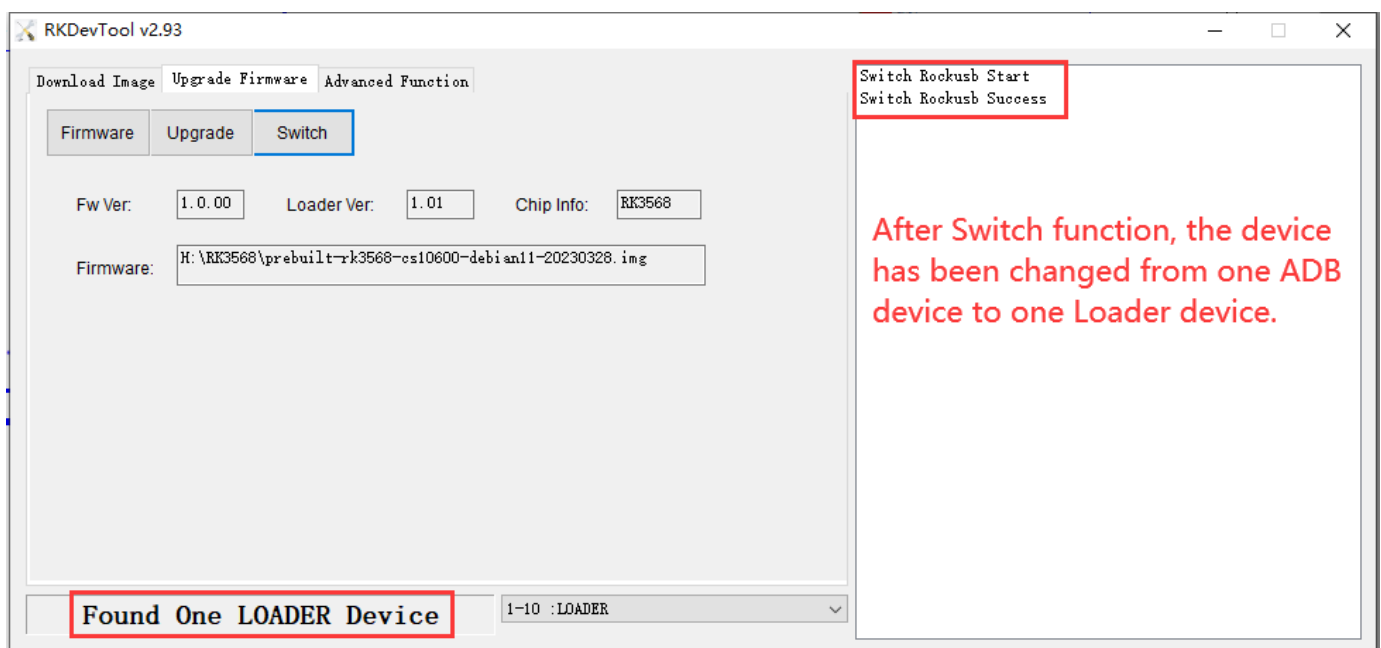 RKDevTool v2.93
Download Image Upgrade Firmware Advanced Function
Firmware Upgrade Switch
Fw Ver: 1.0.00 Loader Ver: 1.01 Chip Info: RK3568
Firmware: H:\RK3568\prebuilt-rk3568-cs10600-debian11-20230328.img
Found One LOADER Device 1-10 :LOADER
Switch Rockusb Start
Switch Rockusb Success
After Switch function, the device
has been changed from one ADB
device to one Loader device.